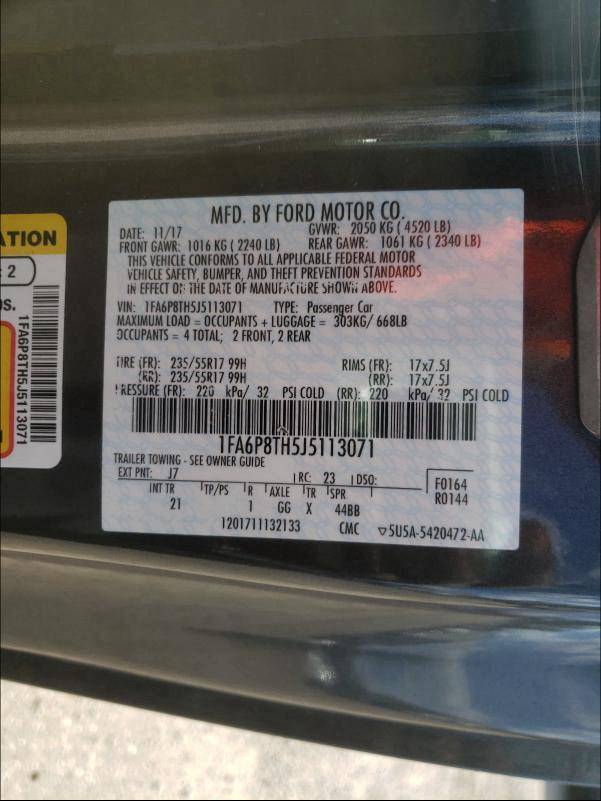 MFD. BY FORD MOTOR CO.
DATE: 11/17 GVWR: 2050 KG ( 4520 LB)
FRONT GAWR: 1016 KG ( 2240 LB) REAR GAWR: 1061 KG ( 2340 LB)
THIS VEHICLE CONFORMS TO ALL APPLICABLE FEDERAL MOTOR
VEHICLE SAFETY, BUMPER, AND THEFT PREVENTION STANDARDS
IN EFFECT ON THE DATE OF MANUFACTURE SHOWN ABOVE.
VIN: 1FA6P8TH5J5113071 TYPE: Passenger Car
MAXIMUM LOAD = OCCUPANTS + LUGGAGE = 303KG/ 668LB
OCCUPANTS = 4 TOTAL; 2 FRONT, 2 REAR
TIRE (FR): 235/55R17 99H RIMS (FR): 17x7.5J
(RR): 235/55R17 99H (RR): 17x7.5J
PRESSURE (FR): 220 kPa/ 32 PSI COLD (RR): 220 kPa/ 32 PSI COLD
1FA6P8TH5J5113071
TRAILER TOWING - SEE OWNER GUIDE
EXT PNT: J7 RC: 23 DSO: F0164
R0144
INT TR TP/PS R AXLE TR SPR
21 1 GG X 44BB
1201711132133 CMC ▽5U5A-5420472-AA
ATION
: 2
os.
1FA6P8TH5J5113071